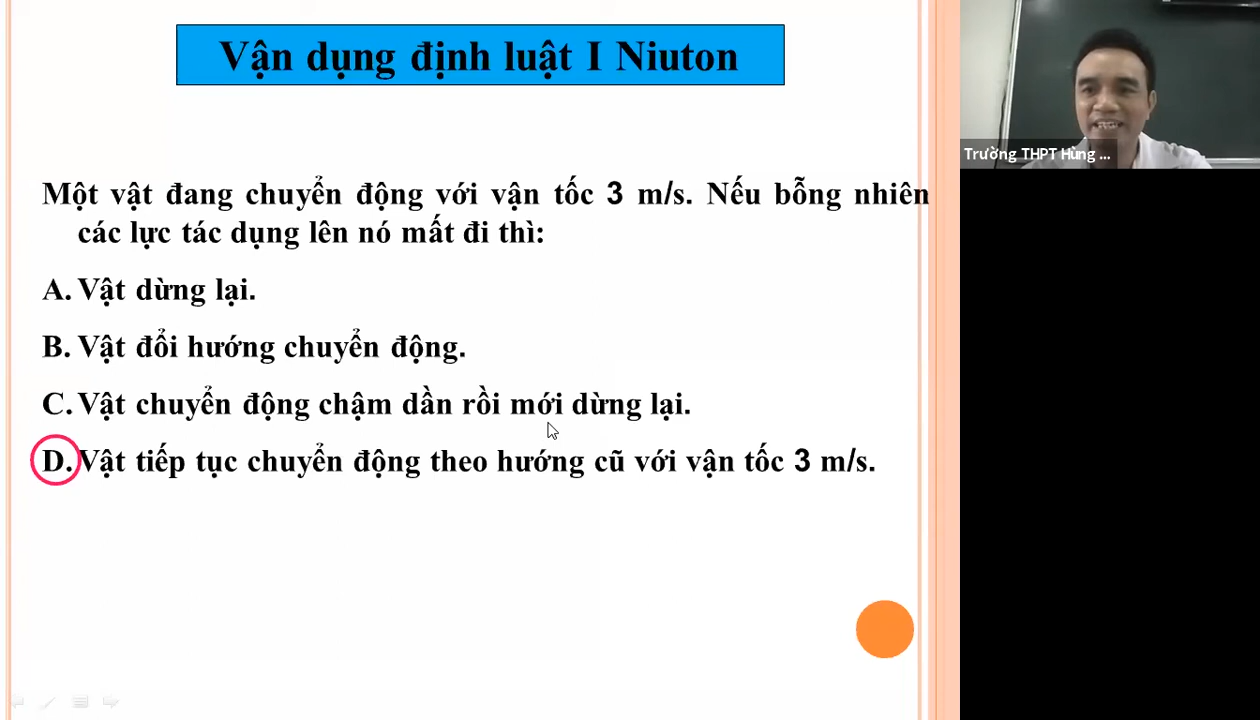 Vận dụng định luật I Niuton
Một vật đang chuyển động với vận tốc 3 m/s. Nếu bỗng nhiên
các lực tác dụng lên nó mất đi thì:
A. Vật dừng lại.
B. Vật đổi hướng chuyển động.
C. Vật chuyển động chậm dần rồi mới dừng lại.
D. Vật tiếp tục chuyển động theo hướng cũ với vận tốc 3 m/s.
Trường THPT Hùng ...